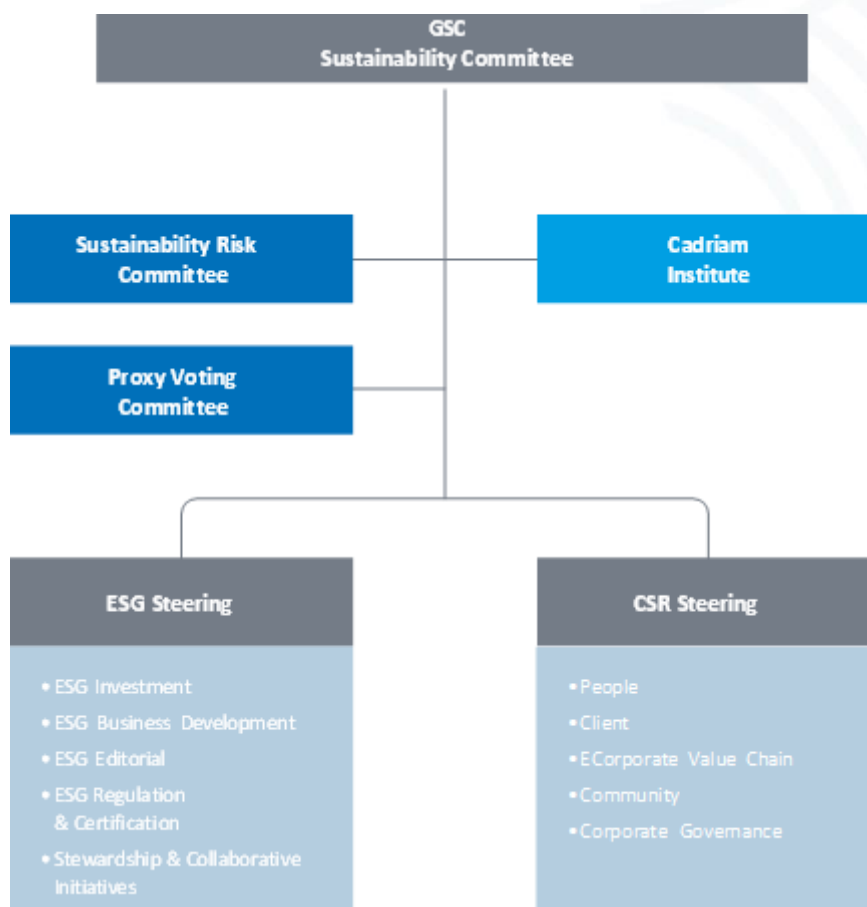 GSC
Sustainability Committee
Sustainability Risk
Committee
Cadriam
Institute
Proxy Voting
Committee
ESG Steering
• ESG Investment
• ESG Business Development
• ESG Editorial
• ESG Regulation
& Certification
• Stewardship & Collaborative
Initiatives
CSR Steering
• People
• Client
• ECorporate Value Chain
• Community
• Corporate Governance